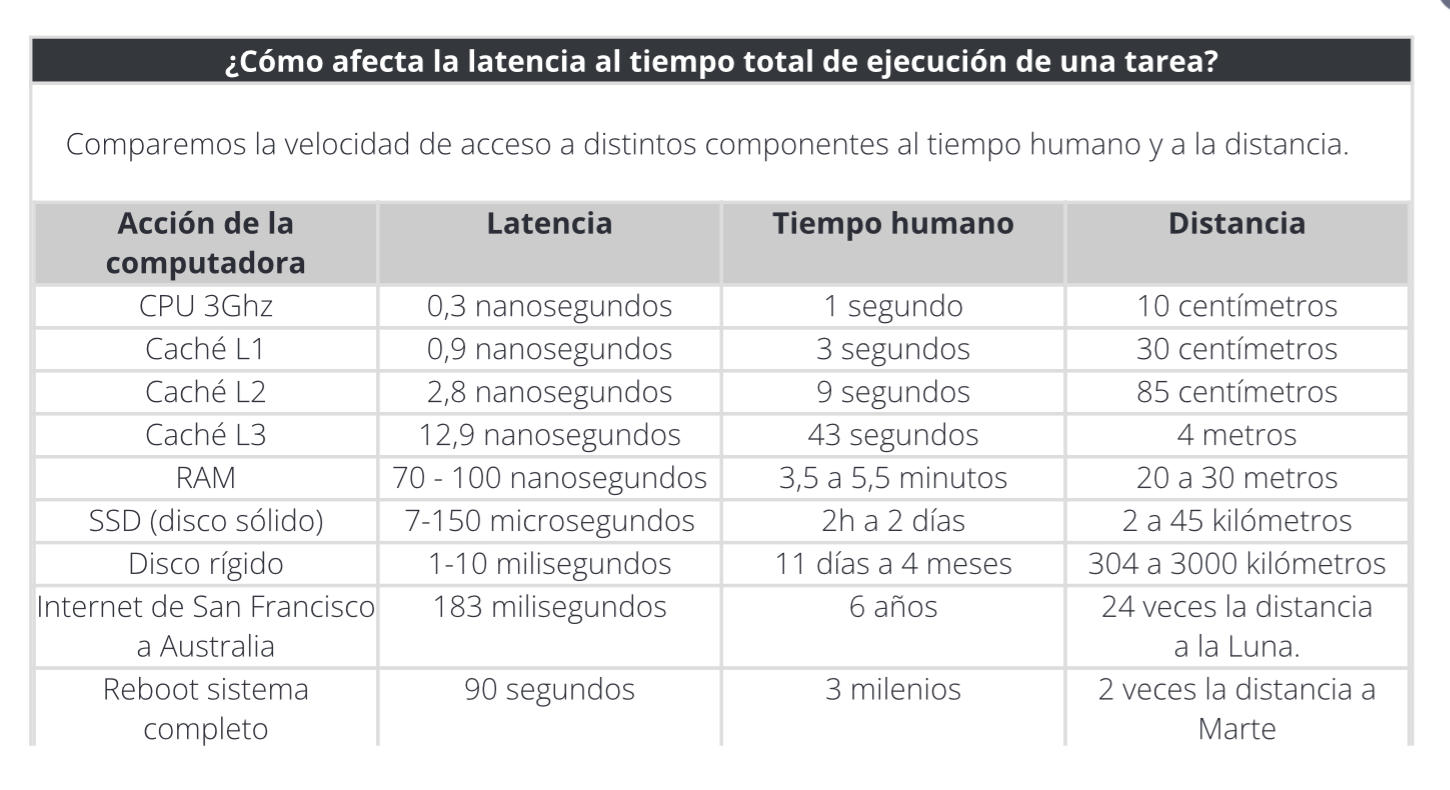 ¿Cómo afecta la latencia al tiempo total de ejecución de una tarea?
Comparemos la velocidad de acceso a distintos componentes al tiempo humano y a la distancia.
Acción de la computadora Latencia Tiempo humano Distancia
CPU 3Ghz 0,3 nanosegundos 1 segundo 10 centímetros
Caché L1 0,9 nanosegundos 3 segundos 30 centímetros
Caché L2 2,8 nanosegundos 9 segundos 85 centímetros
Caché L3 12,9 nanosegundos 43 segundos 4 metros
RAM 70 - 100 nanosegundos 3,5 a 5,5 minutos 20 a 30 metros
SSD (disco sólido) 7-150 microsegundos 2h a 2 días 2 a 45 kilómetros
Disco rígido 1-10 milisegundos 11 días a 4 meses 304 a 3000 kilómetros
Internet de San Francisco a Australia 183 milisegundos 6 años 24 veces la distancia a la Luna.
Reboot sistema completo 90 segundos 3 milenios 2 veces la distancia a Marte